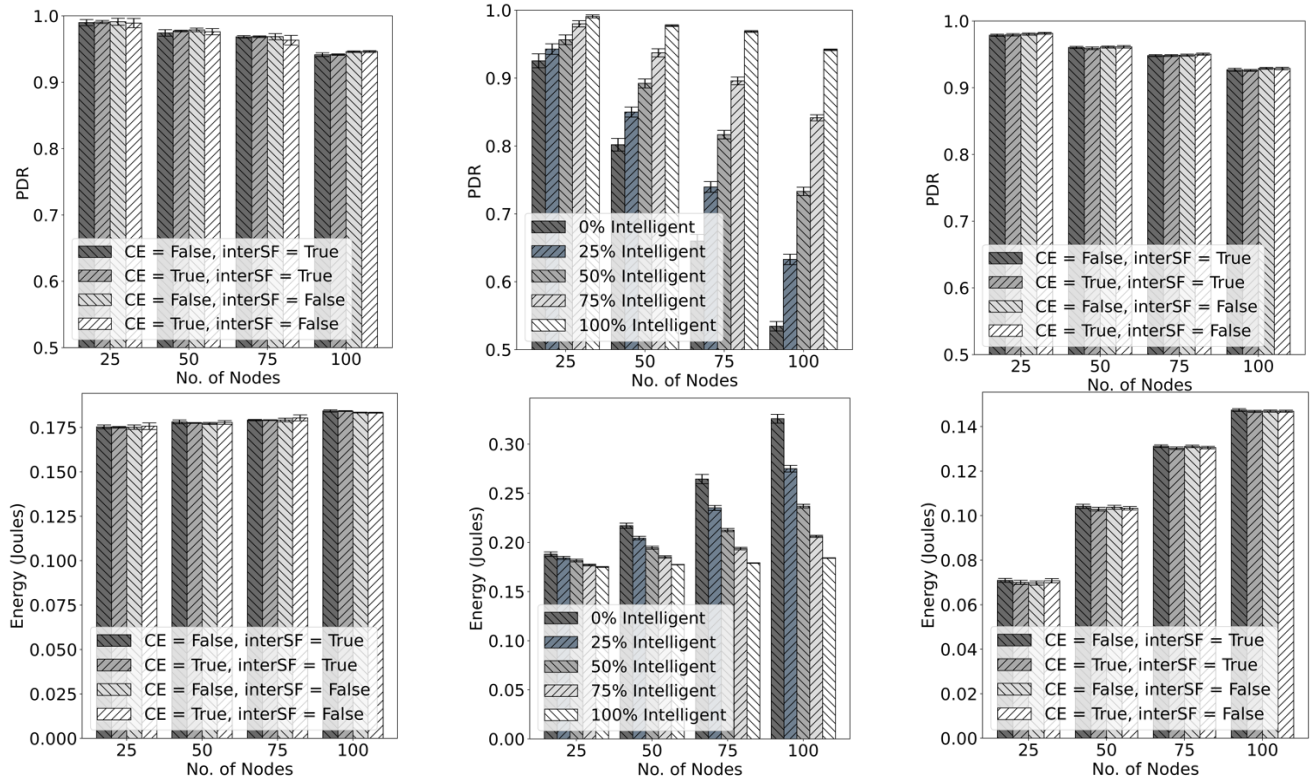 1.0
0.9
0.8
0.7
0.6
0.5
PDR
CE = False, interSF = True
CE = True, interSF = True
CE = False, interSF = False
CE = True, interSF = False
25 50 75 100
No. of Nodes
1.0
0.9
0.8
0.7
0.6
0.5
PDR
0% Intelligent
25% Intelligent
50% Intelligent
75% Intelligent
100% Intelligent
25 50 75 100
No. of Nodes
1.0
0.9
0.8
0.7
0.6
0.5
PDR
CE = False, interSF = True
CE = True, interSF = True
CE = False, interSF = False
CE = True, interSF = False
25 50 75 100
No. of Nodes
0.175
0.150
0.125
0.100
0.075
0.050
0.025
0.000
Energy (Joules)
CE = False, interSF = True
CE = True, interSF = True
CE = False, interSF = False
CE = True, interSF = False
25 50 75 100
No. of Nodes
0.30
0.25
0.20
0.15
0.10
0.05
0.00
Energy (Joules)
0% Intelligent
25% Intelligent
50% Intelligent
75% Intelligent
100% Intelligent
25 50 75 100
No. of Nodes
0.14
0.12
0.10
0.08
0.06
0.04
0.02
0.00
Energy (Joules)
CE = False, interSF = True
CE = True, interSF = True
CE = False, interSF = False
CE = True, interSF = False
25 50 75 100
No. of Nodes